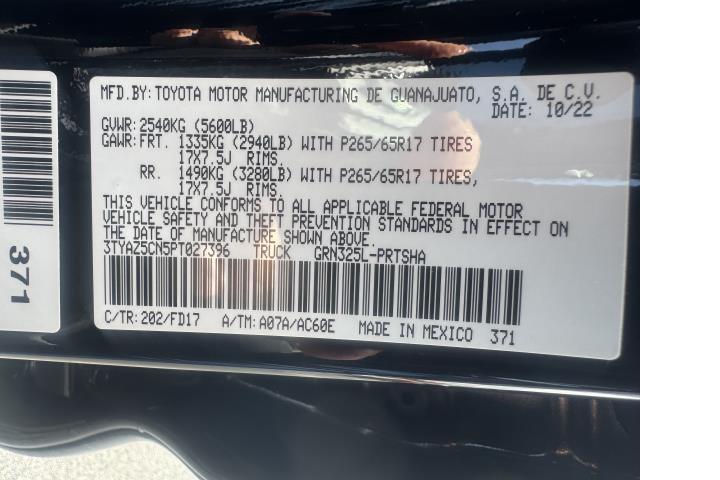 MFD.BY:TOYOTA MOTOR MANUFACTURING DE GUANAJUATO, S.A. DE C.V.
DATE: 10/22
GVWR:2540KG (5600LB)
GAWR:FRT. 1335KG (2940LB) WITH P265/65R17 TIRES
17X7.5J RIMS.
RR. 1490KG (3280LB) WITH P265/65R17 TIRES,
17X7.5J RIMS.
THIS VEHICLE CONFORMS TO ALL APPLICABLE FEDERAL MOTOR
VEHICLE SAFETY AND THEFT PREVENTION STANDARDS IN EFFECT ON
THE DATE OF MANUFACTURE SHOWN ABOVE.
3TYAZ5CN5PT027396 TRUCK GRN325L-PRTSHA
C/TR:202/FD17 A/TM:A07A/AC60E MADE IN MEXICO 371
371